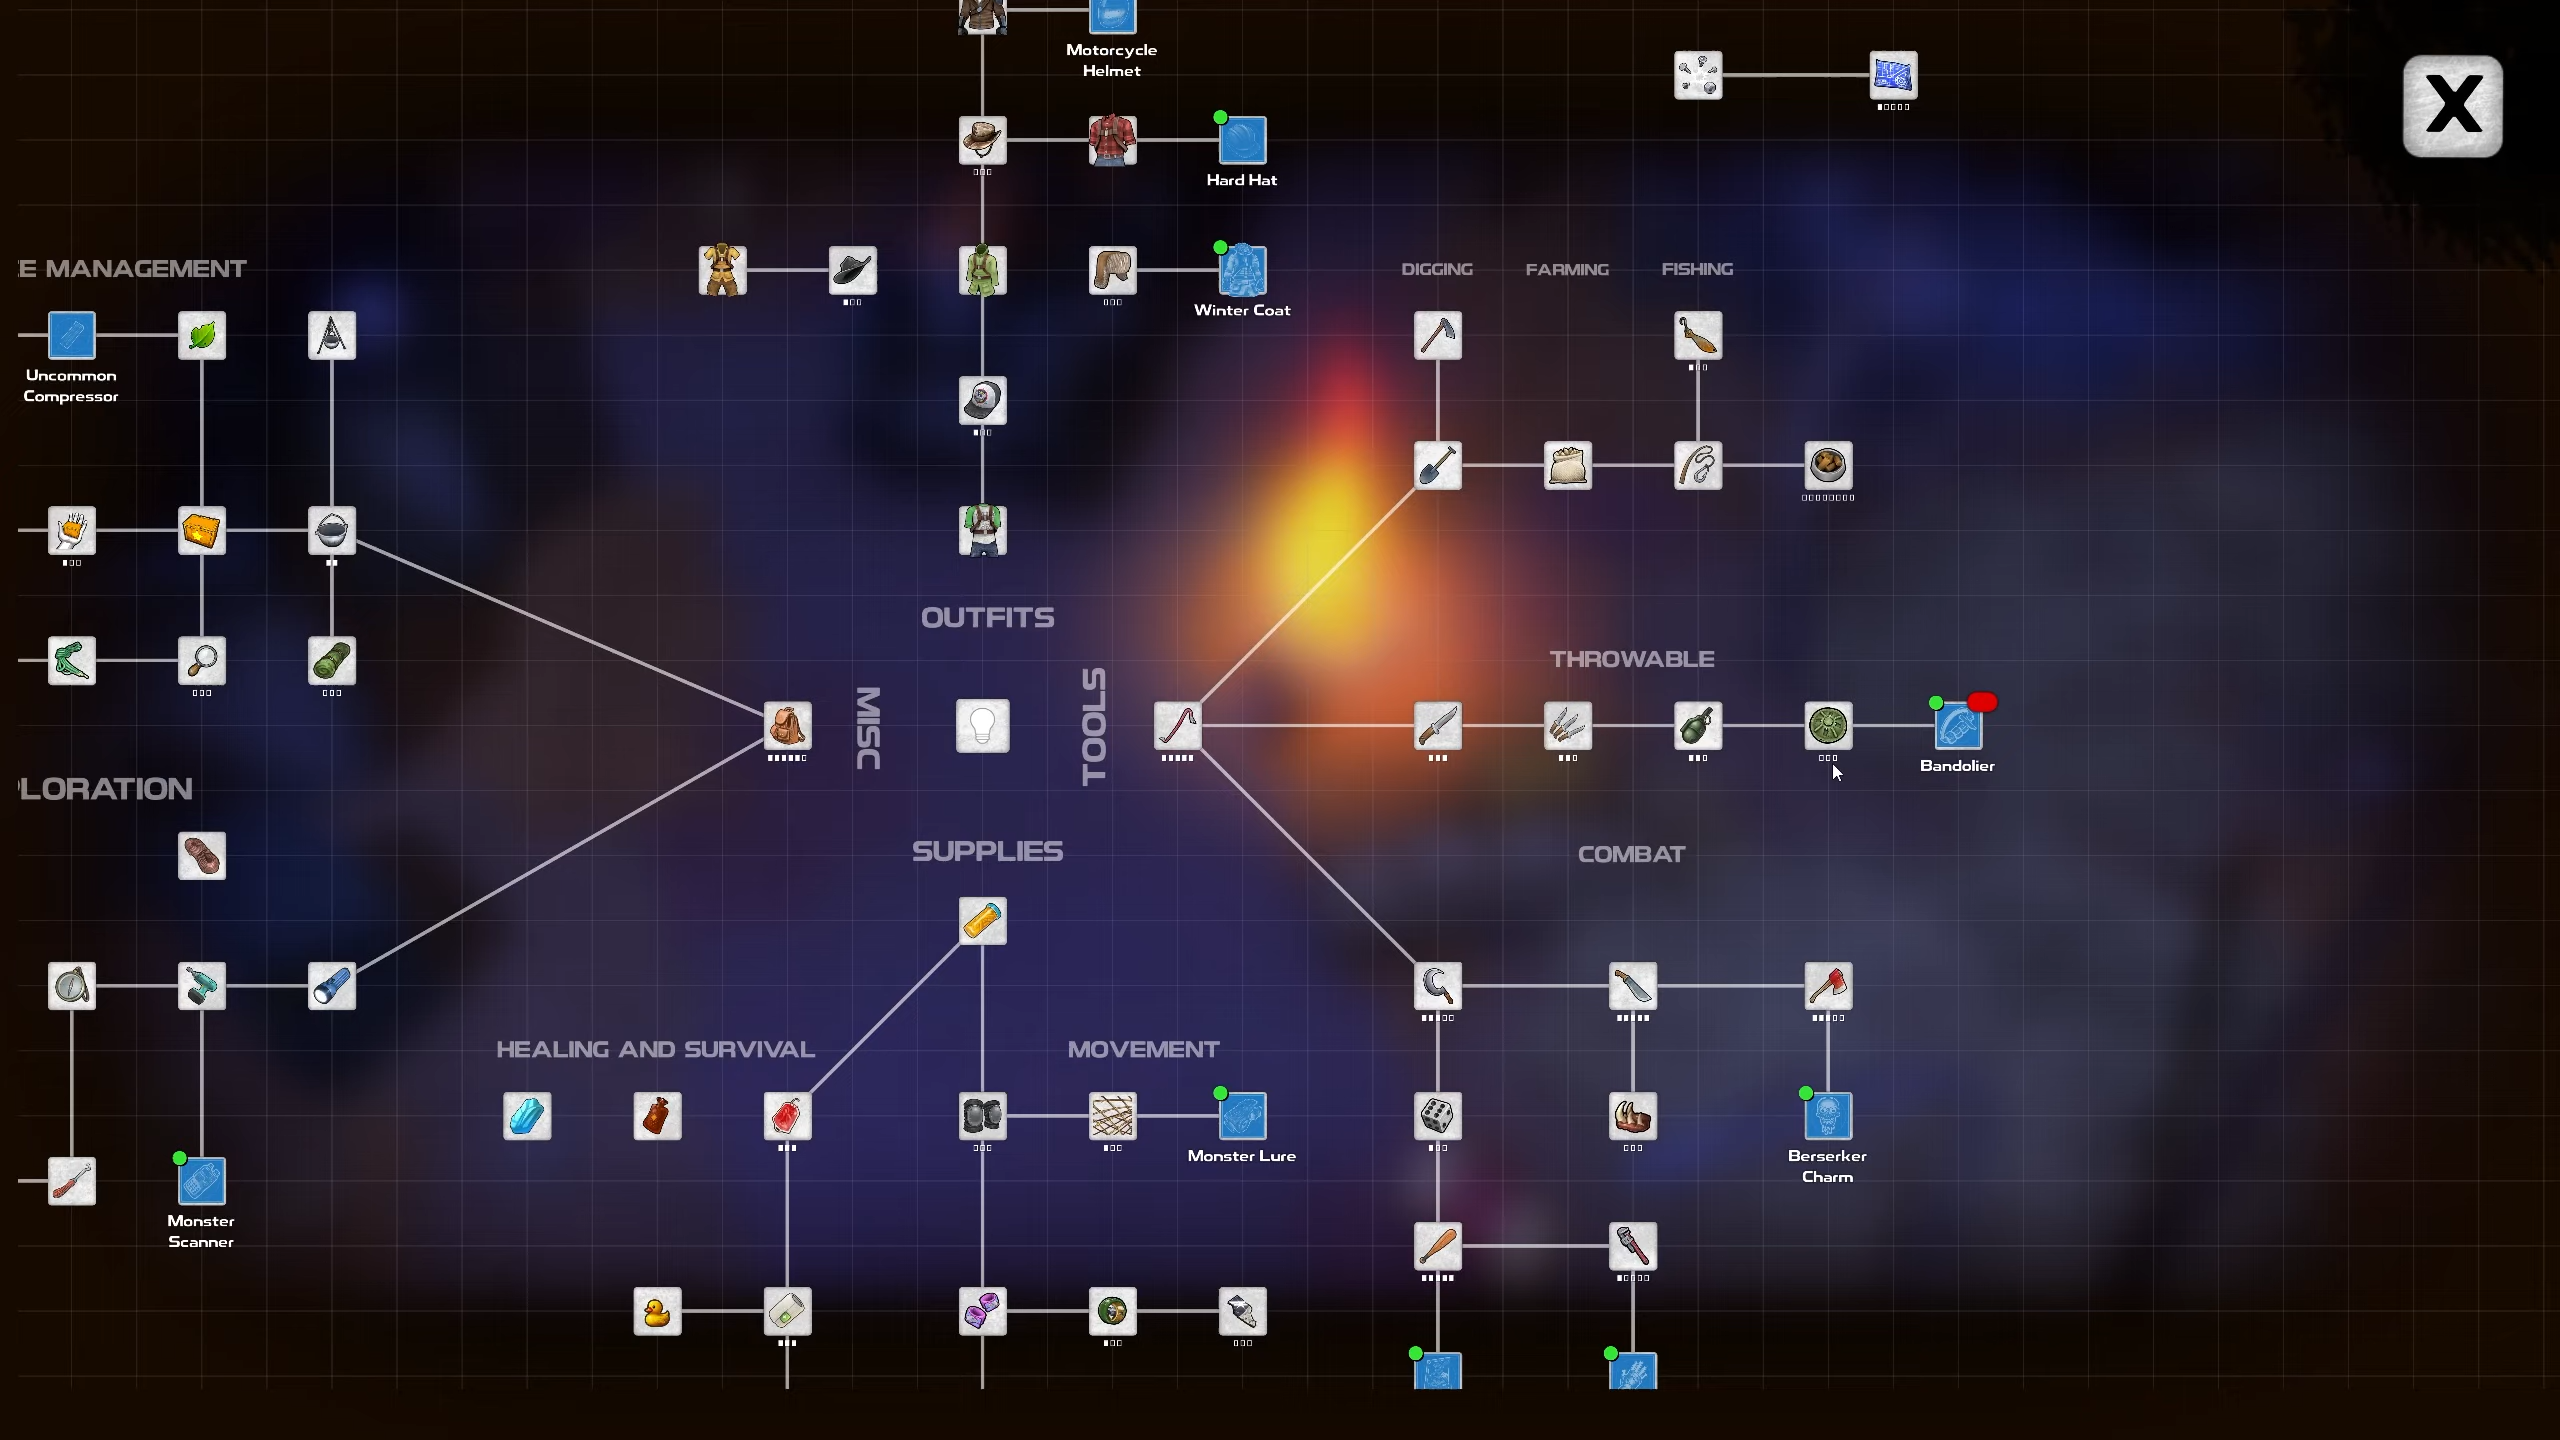 Motorcycle
Helmet
X
Hard Hat
E MANAGEMENT
DIGGING
FARMING
FISHING
Winter Coat
Uncommon
Compressor
OUTFITS
THROWABLE
MISC
TOOLS
Bandolier
LORATION
SUPPLIES
COMBAT
HEALING AND SURVIVAL
MOVEMENT
Monster Lure
Berserker
Charm
Monster
Scanner